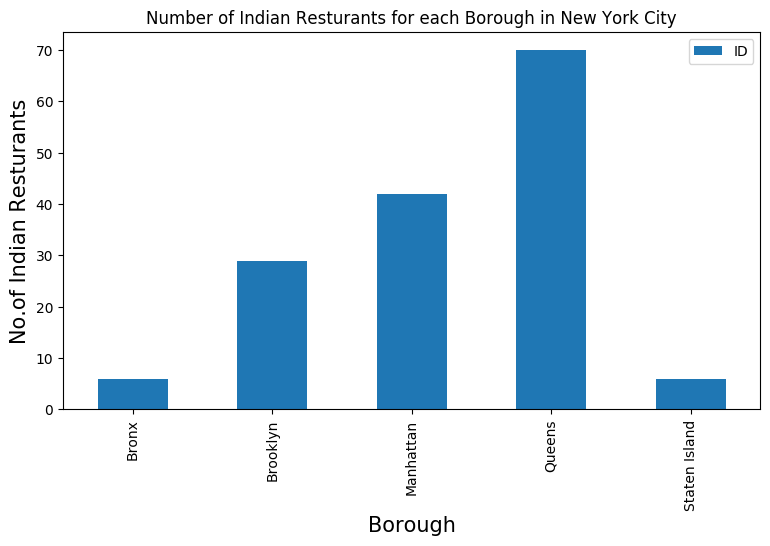 Number of Indian Resturants for each Borough in New York City
ID
No.of Indian Resturants
70
60
50
40
30
20
10
0
Bronx
Brooklyn
Manhattan
Queens
Staten Island
Borough